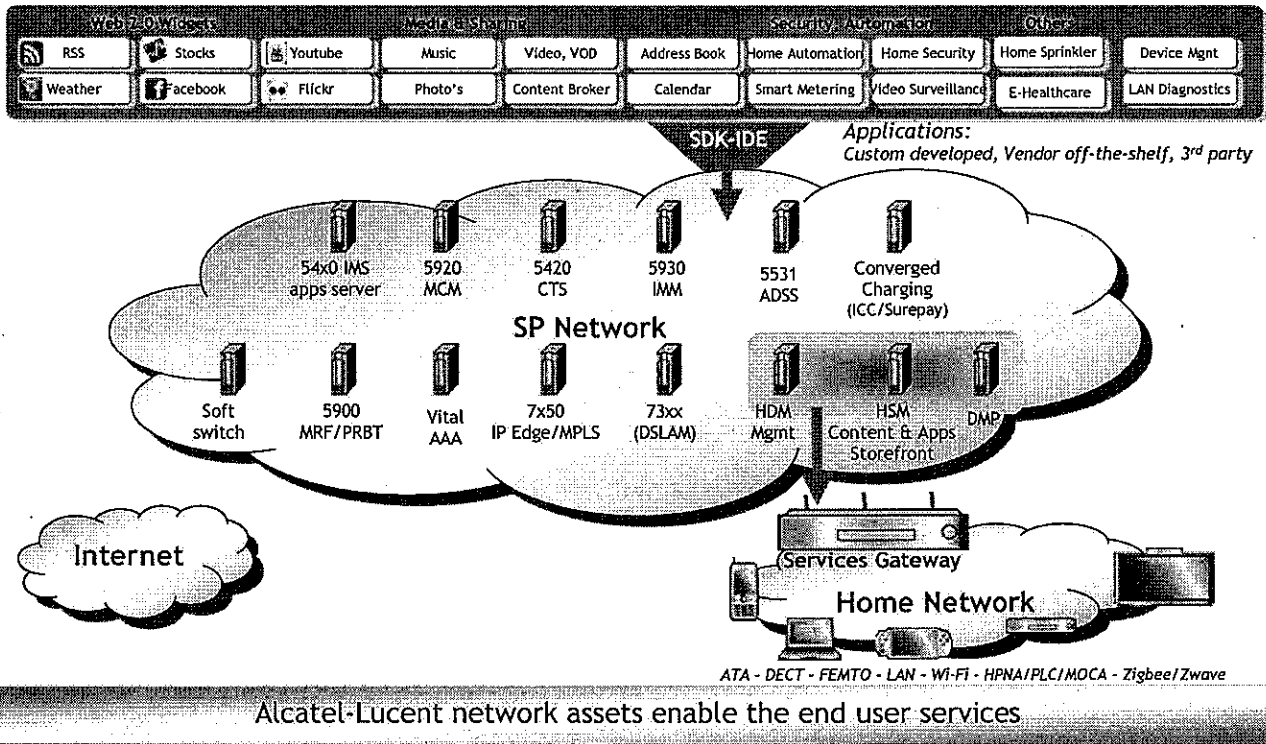 Web 2.0 Widgets Media & Sharing Security, Automation Others
RSS Stocks Youtube Music Video, VOD Address Book Home Automation Home Security Home Sprinkler Device Mgnt
Weather Facebook Flickr Photo's Content Broker Calendar Smart Metering Video Surveillance E-Healthcare LAN Diagnostics
SDK-IDE
Applications:
Custom developed, Vendor off-the-shelf, 3rd party
54x0 IMS
apps server
5920
MCM
5420
CTS
5930
IMM
5531
ADSS
Converged
Charging
(ICC/Surepay)
SP Network
Soft
switch
5900
MRF/PRBT
Vital
AAA
7x50
IP Edge/MPLS
73xx
(DSLAM)
HDM
Mgmt
HSM
Content & Apps
Storefront
DMP
Internet
Services Gateway
Home Network
ATA - DECT - FEMTO - LAN - Wi-Fi - HPNA/PLC/MOCA - Zigbee/Zwave
Alcatel-Lucent network assets enable the end user services